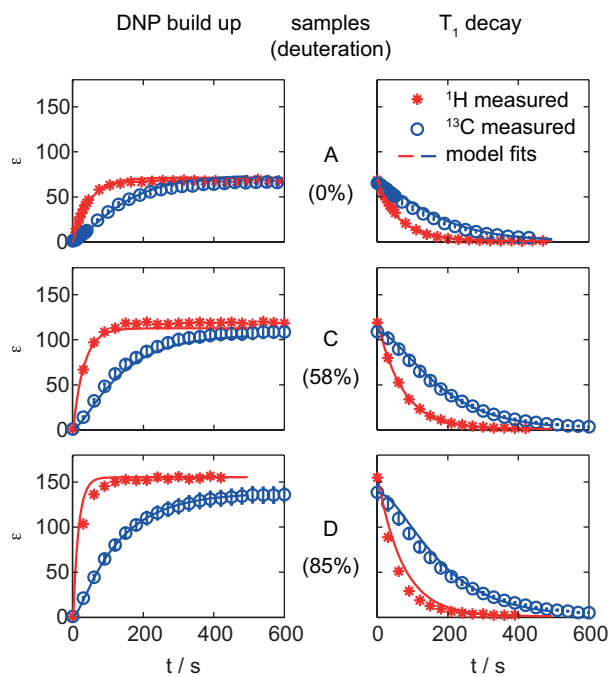 DNP build up
samples
(deuteration)
T₁ decay
150
100
50
0
ε
A
(0%)
¹H measured
¹³C measured
model fits
150
100
50
0
ε
C
(58%)
150
100
50
0
ε
D
(85%)
0 200 400 600
t / s
0 200 400 600
t / s